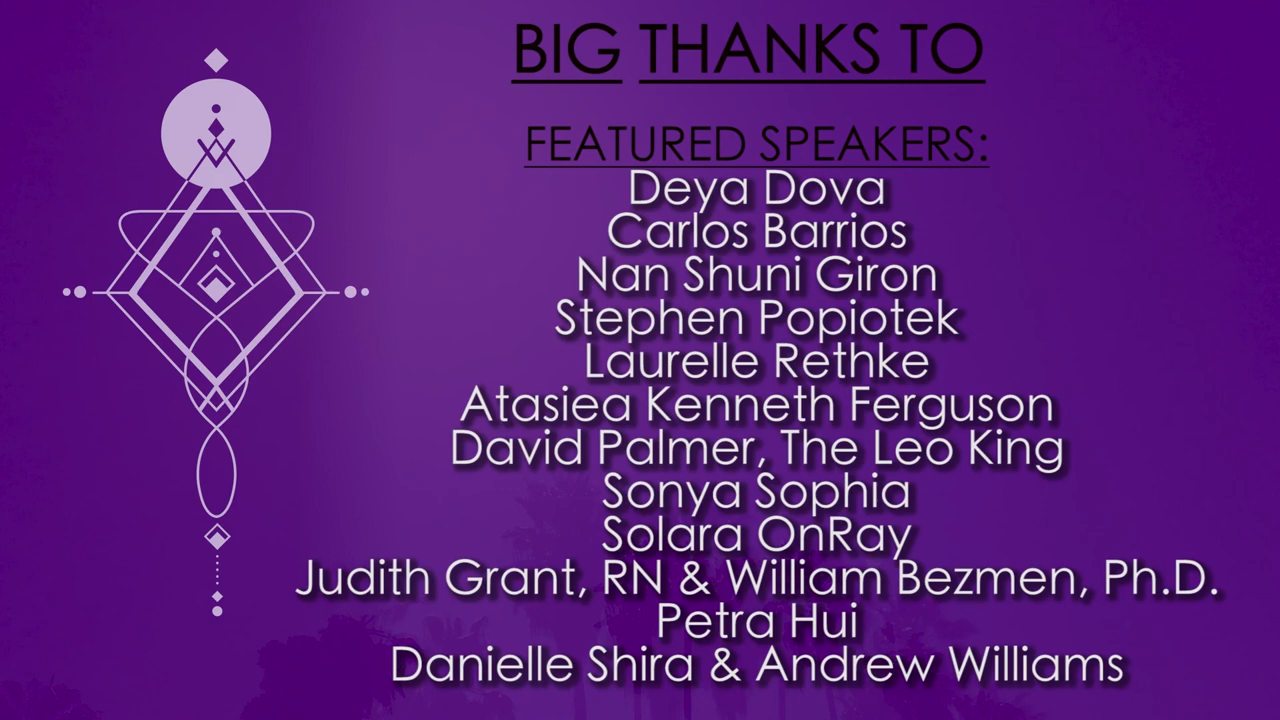 BIG THANKS TO
FEATURED SPEAKERS:
Deya Dova
Carlos Barrios
Nan Shuni Giron
Stephen Popiotek
Laurelle Rethke
Atasiea Kenneth Ferguson
David Palmer, The Leo King
Sonya Sophia
Solara OnRay
Judith Grant, RN & William Bezmen, Ph.D.
Petra Hui
Danielle Shira & Andrew Williams